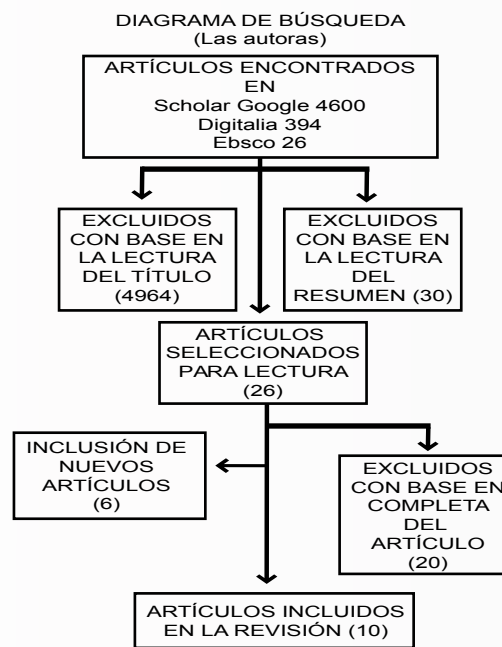 DIAGRAMA DE BÚSQUEDA
(Las autoras)
ARTÍCULOS ENCONTRADOS
EN
Scholar Google 4600
Digitalia 394
Ebsco 26
EXCLUIDOS
CON BASE EN
LA LECTURA
DEL TÍTULO
(4964)
EXCLUIDOS
CON BASE EN
LA LECTURA
DEL
RESUMEN (30)
ARTÍCULOS
SELECCIONADOS
PARA LECTURA
(26)
INCLUSIÓN DE
NUEVOS
ARTÍCULOS
(6)
EXCLUIDOS
CON BASE EN
COMPLETA
DEL
ARTÍCULO
(20)
ARTÍCULOS INCLUIDOS
EN LA REVISIÓN (10)